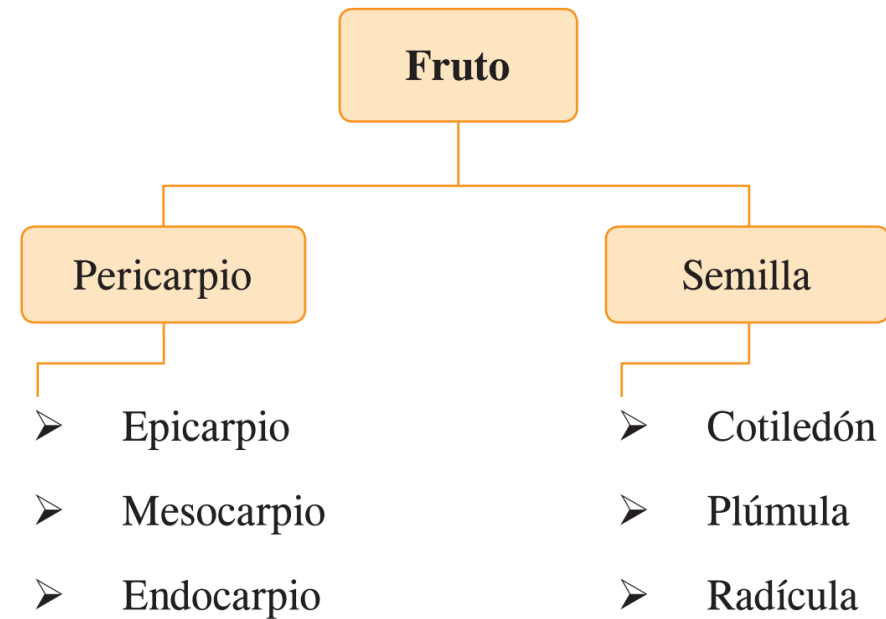 Fruto
Pericarpio
Semilla
➢ Epicarpio
➢ Mesocarpio
➢ Endocarpio
➢ Cotiledón
➢ Plúmula
➢ Radícula